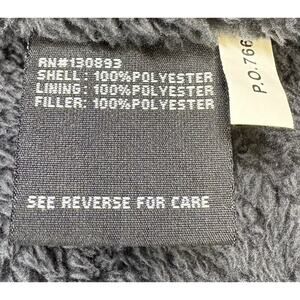 RN#130893
SHELL: 100%POLYESTER
LINING: 100%POLYESTER
FILLER: 100%POLYESTER
SEE REVERSE FOR CARE
P.O.766